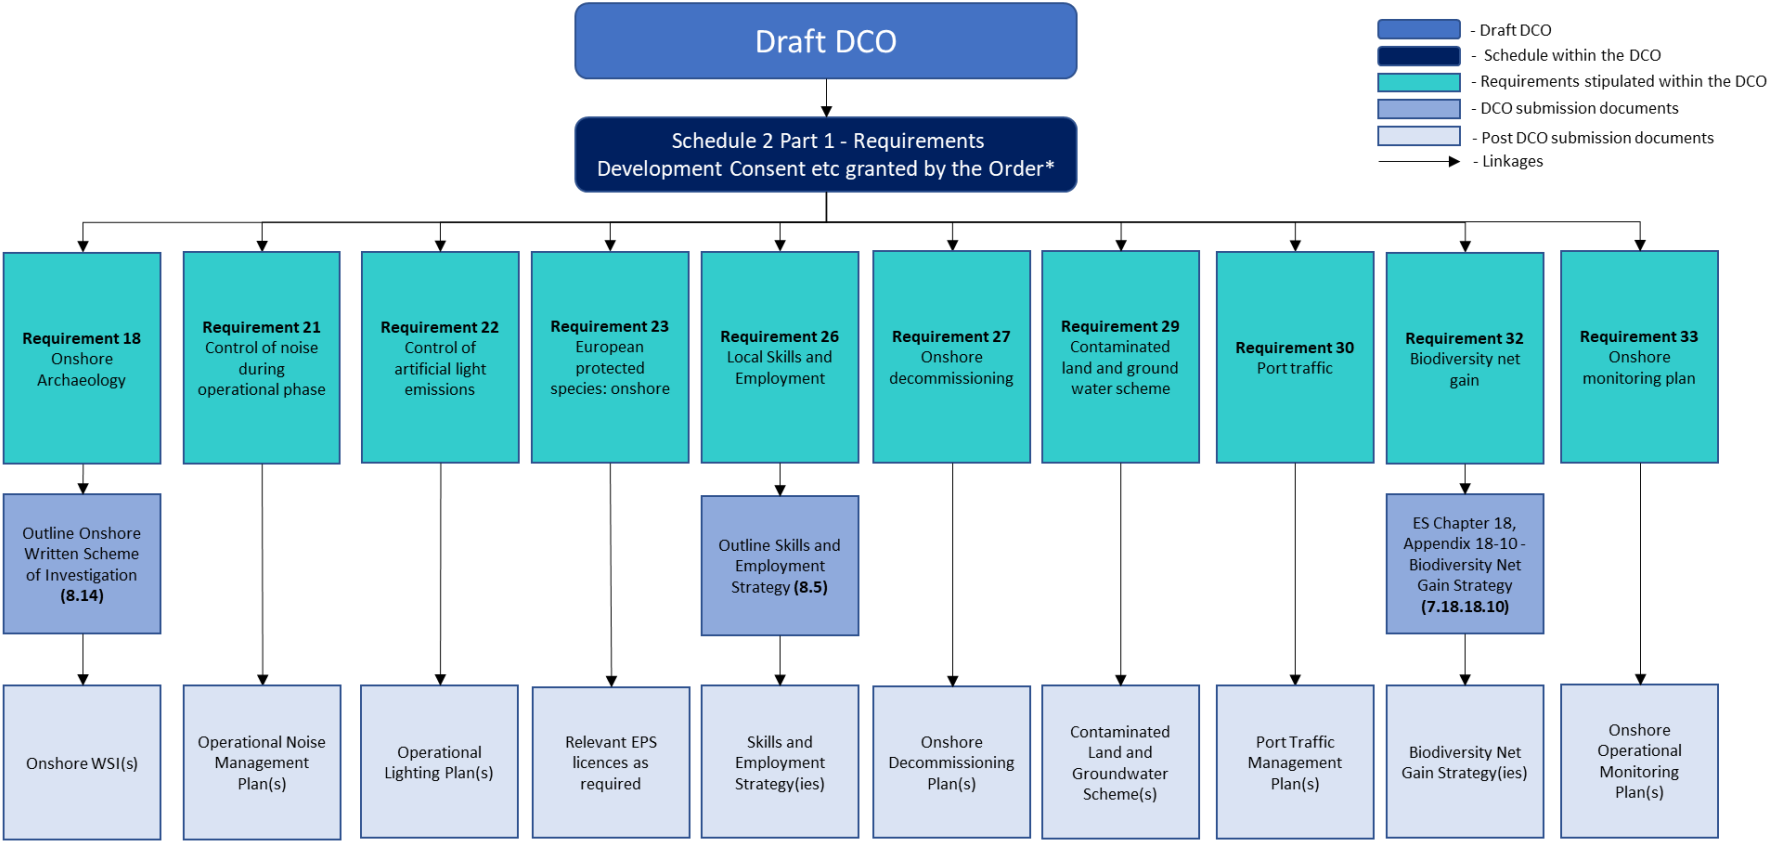 Draft DCO
- Draft DCO
- Schedule within the DCO
- Requirements stipulated within the DCO
- DCO submission documents
- Post DCO submission documents
- Linkages
Schedule 2 Part 1 - Requirements
Development Consent etc granted by the Order*
Requirement 18
Onshore
Archaeology
Requirement 21
Control of noise
during
operational phase
Requirement 22
Control of
artificial light
emissions
Requirement 23
European
protected
species: onshore
Requirement 26
Local Skills and
Employment
Requirement 27
Onshore
decommissioning
Requirement 29
Contaminated
land and ground
water scheme
Requirement 30
Port traffic
Requirement 32
Biodiversity net
gain
Requirement 33
Onshore
monitoring plan
Outline Onshore
Written Scheme
of Investigation
(8.14)
Outline Skills and
Employment
Strategy (8.5)
ES Chapter 18,
Appendix 18-10 -
Biodiversity Net
Gain Strategy
(7.18.18.10)
Onshore WSI(s)
Operational Noise
Management
Plan(s)
Operational
Lighting Plan(s)
Relevant EPS
licences as
required
Skills and
Employment
Strategy(ies)
Onshore
Decommissioning
Plan(s)
Contaminated
Land and
Groundwater
Scheme(s)
Port Traffic
Management
Plan(s)
Biodiversity Net
Gain Strategy(ies)
Onshore
Operational
Monitoring
Plan(s)